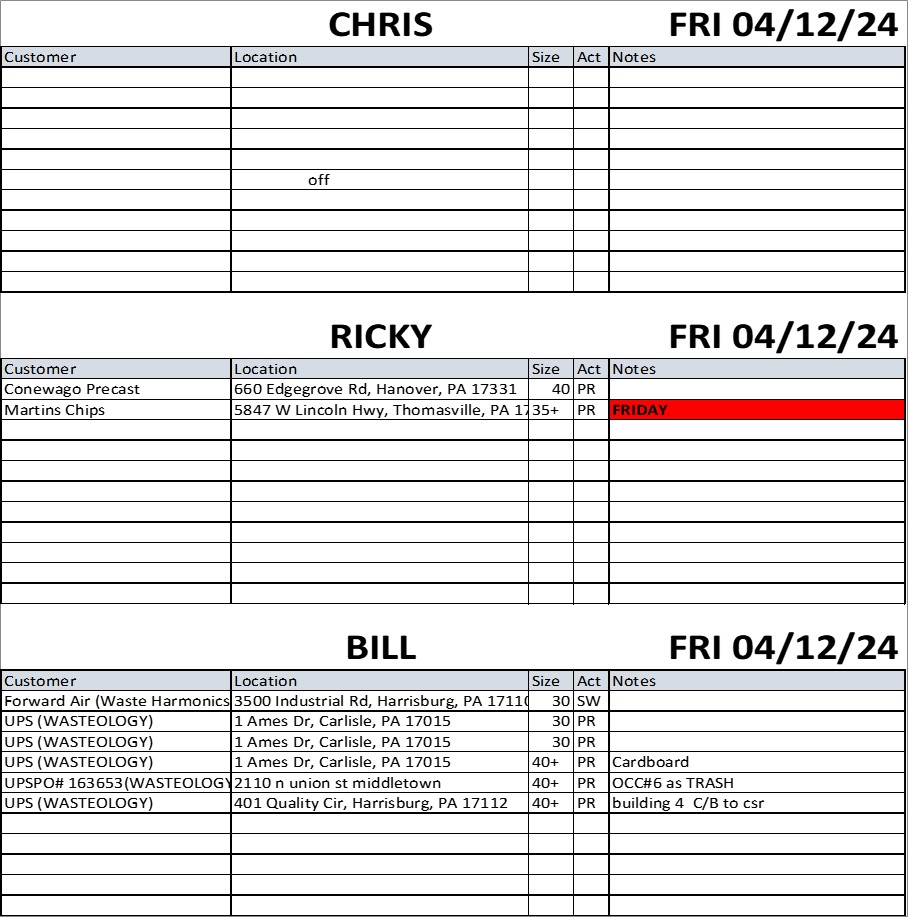 CHRIS FRI 04/12/24
Customer Location Size Act Notes
off
RICKY FRI 04/12/24
Customer Location Size Act Notes
Conewago Precast 660 Edgegrove Rd, Hanover, PA 17331 40 PR
Martins Chips 5847 W Lincoln Hwy, Thomasville, PA 17 35+ PR FRIDAY
BILL FRI 04/12/24
Customer Location Size Act Notes
Forward Air (Waste Harmonics 3500 Industrial Rd, Harrisburg, PA 17110 30 SW
UPS (WASTEOLOGY) 1 Ames Dr, Carlisle, PA 17015 30 PR
UPS (WASTEOLOGY) 1 Ames Dr, Carlisle, PA 17015 30 PR
UPS (WASTEOLOGY) 1 Ames Dr, Carlisle, PA 17015 40+ PR Cardboard
UPSPO# 163653(WASTEOLOGY 2110 n union st middletown 40+ PR OCC#6 as TRASH
UPS (WASTEOLOGY) 401 Quality Cir, Harrisburg, PA 17112 40+ PR building 4 C/B to csr